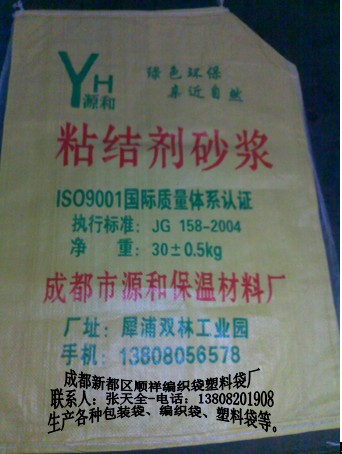 YH
源和
绿色环保
亲近自然
粘结剂砂浆
ISO9001国际质量体系认证
执行标准：JG 158-2004
净 重：30±0.5kg
成都市源和保温材料厂
厂址：犀浦双林工业园
手机：13808056578
成都新都区顺祥编织袋塑料袋厂
联系人：张天全-电话：13808201908
生产各种包装袋、编织袋、塑料袋等。